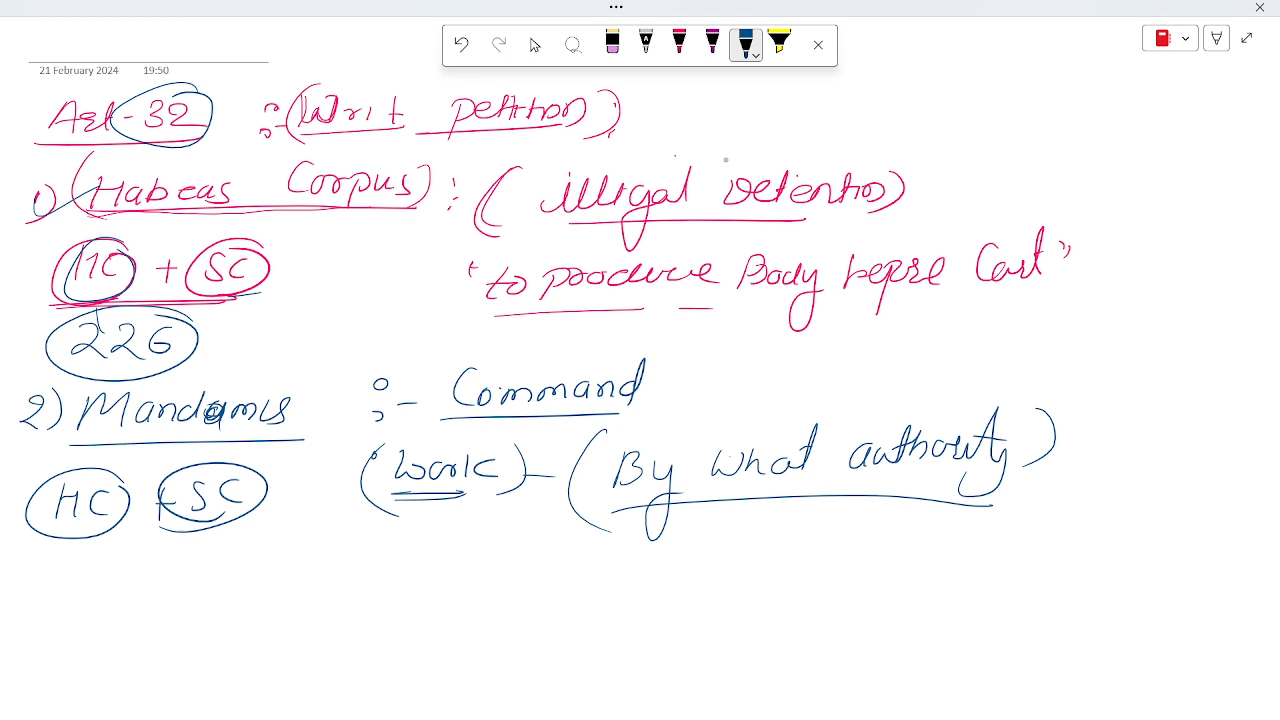 21 February 2024 19:50
Art-32 :- (Writ petition);
1) (Habeas Corpus) : (illigal Detention)
HC + SC "to produce Body before Court"
226
2) Mandamus :- Command
HC + SC (Work) - (By what authority)